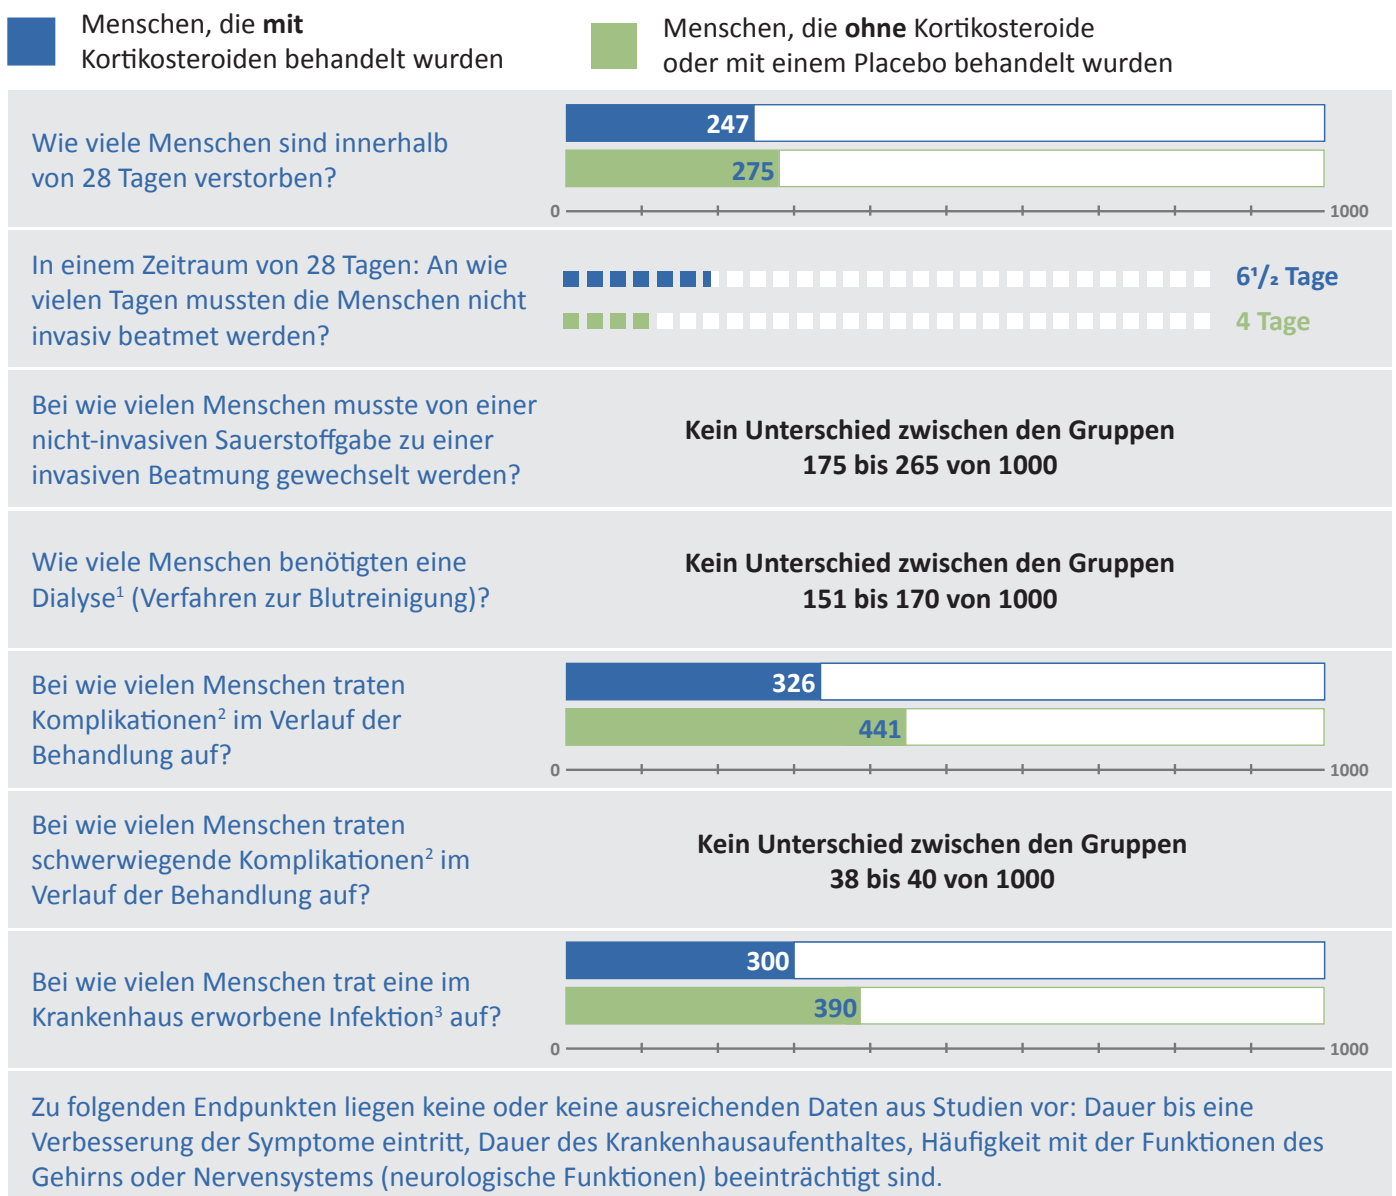 Menschen, die mit
Kortikosteroiden behandelt wurden
Menschen, die ohne Kortikosteroide
oder mit einem Placebo behandelt wurden
Wie viele Menschen sind innerhalb
von 28 Tagen verstorben?
247
275
0
1000
In einem Zeitraum von 28 Tagen: An wie
vielen Tagen mussten die Menschen nicht
invasiv beatmet werden?
6¹/₂ Tage
4 Tage
Bei wie vielen Menschen musste von einer
nicht-invasiven Sauerstoffgabe zu einer
invasiven Beatmung gewechselt werden?
Kein Unterschied zwischen den Gruppen
175 bis 265 von 1000
Wie viele Menschen benötigten eine
Dialyse¹ (Verfahren zur Blutreinigung)?
Kein Unterschied zwischen den Gruppen
151 bis 170 von 1000
Bei wie vielen Menschen traten
Komplikationen² im Verlauf der
Behandlung auf?
326
441
0
1000
Bei wie vielen Menschen traten
schwerwiegende Komplikationen² im
Verlauf der Behandlung auf?
Kein Unterschied zwischen den Gruppen
38 bis 40 von 1000
Bei wie vielen Menschen trat eine im
Krankenhaus erworbene Infektion³ auf?
300
390
0
1000
Zu folgenden Endpunkten liegen keine oder keine ausreichenden Daten aus Studien vor: Dauer bis eine
Verbesserung der Symptome eintritt, Dauer des Krankenhausaufenthaltes, Häufigkeit mit der Funktionen des
Gehirns oder Nervensystems (neurologische Funktionen) beeinträchtigt sind.